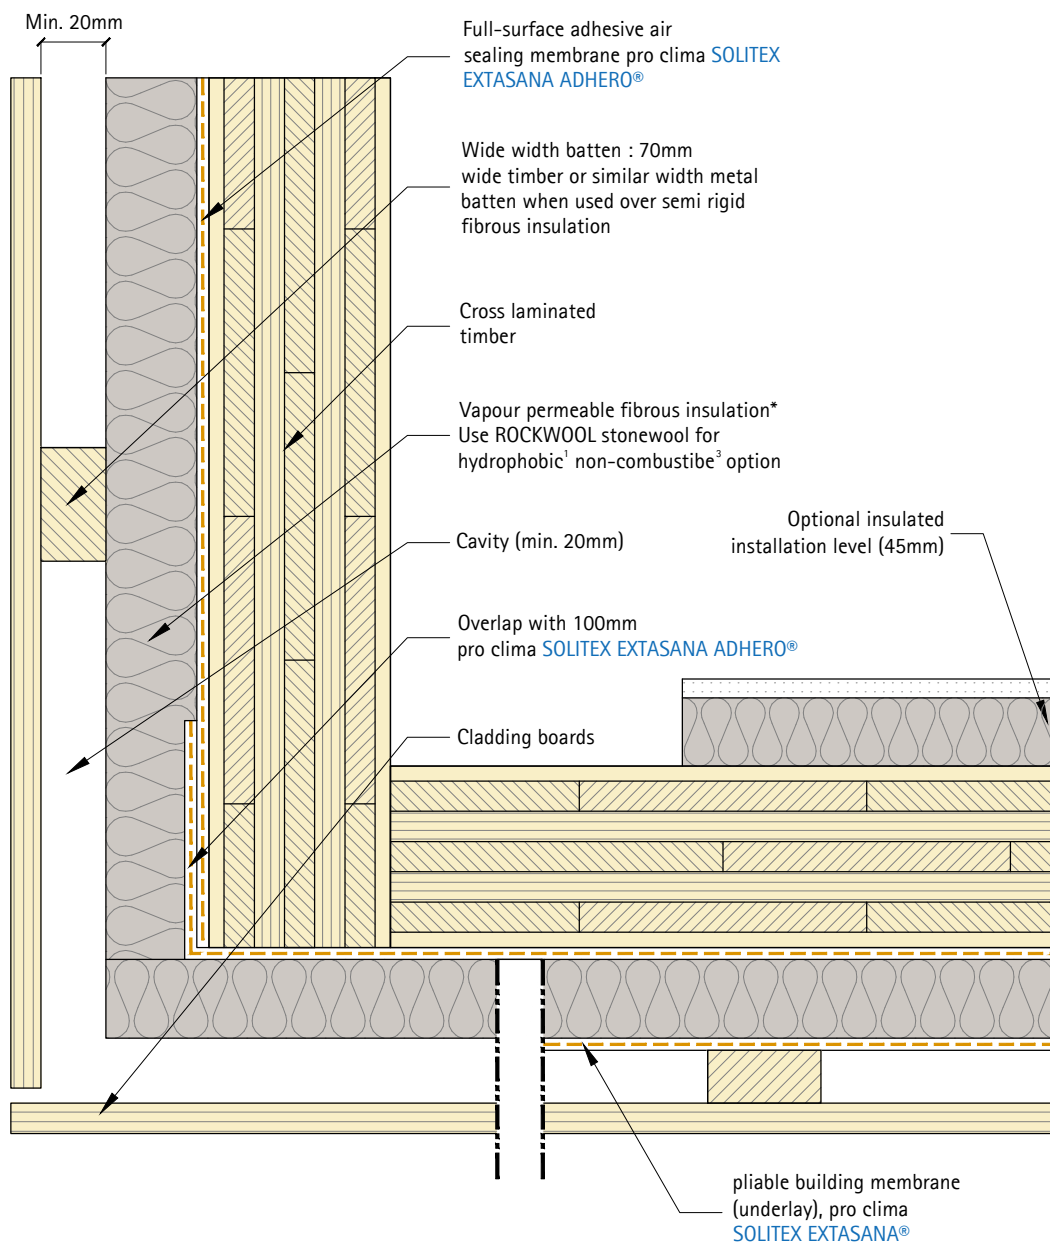 Min. 20mm
Full-surface adhesive air
sealing membrane pro clima SOLITEX
EXTASANA ADHERO®
Wide width batten : 70mm
wide timber or similar width metal
batten when used over semi rigid
fibrous insulation
Cross laminated
timber
Vapour permeable fibrous insulation*
Use ROCKWOOL stonewool for
hydrophobic¹ non-combustibe³ option
Optional insulated
installation level (45mm)
Cavity (min. 20mm)
Overlap with 100mm
pro clima SOLITEX EXTASANA ADHERO®
Cladding boards
pliable building membrane
(underlay), pro clima
SOLITEX EXTASANA®